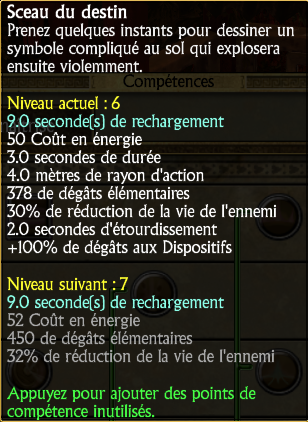 Sceau du destin
Prenez quelques instants pour dessiner un
symbole compliqué au sol qui explosera
ensuite violemment.
Compétences
Niveau actuel : 6
9.0 seconde(s) de rechargement
50 Coût en énergie
3.0 secondes de durée
4.0 mètres de rayon d'action
378 de dégâts élémentaires
30% de réduction de la vie de l'ennemi
2.0 secondes d'étourdissement
+100% de dégâts aux Dispositifs
Niveau suivant : 7
9.0 seconde(s) de rechargement
52 Coût en énergie
450 de dégâts élémentaires
32% de réduction de la vie de l'ennemi
Appuyez pour ajouter des points de
compétence inutilisés.